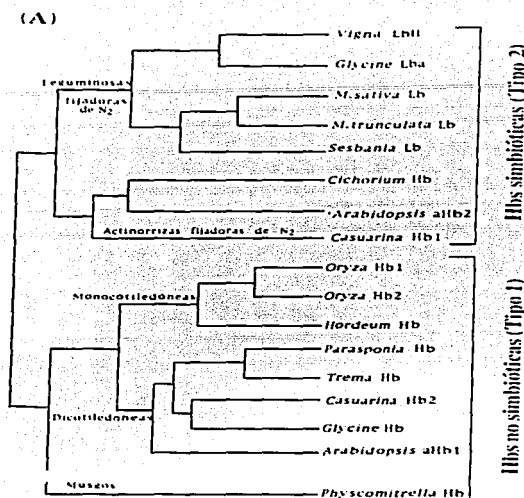 (A)
Vigna LbII
Glycine Lba
Leguminosas
fijadoras
de N2
M.sativa Lb
M.trunculata Lb
Sesbania Lb
Cichorium Hb
Arabidopsis aHb2
Actinorrizas fijadoras de N2
Casuarina Hb1
Hbs simbióticas (Tipo 2)
Oryza Hb1
Monocotiledóneas
Oryza Hb2
Hordeum Hb
Parasponia Hb
Trema Hb
Casuarina Hb2
Dicotiledóneas
Glycine Hb
Arabidopsis aHb1
Musgos
Physcomitrella Hb
Hbs no simbióticas (Tipo 1)